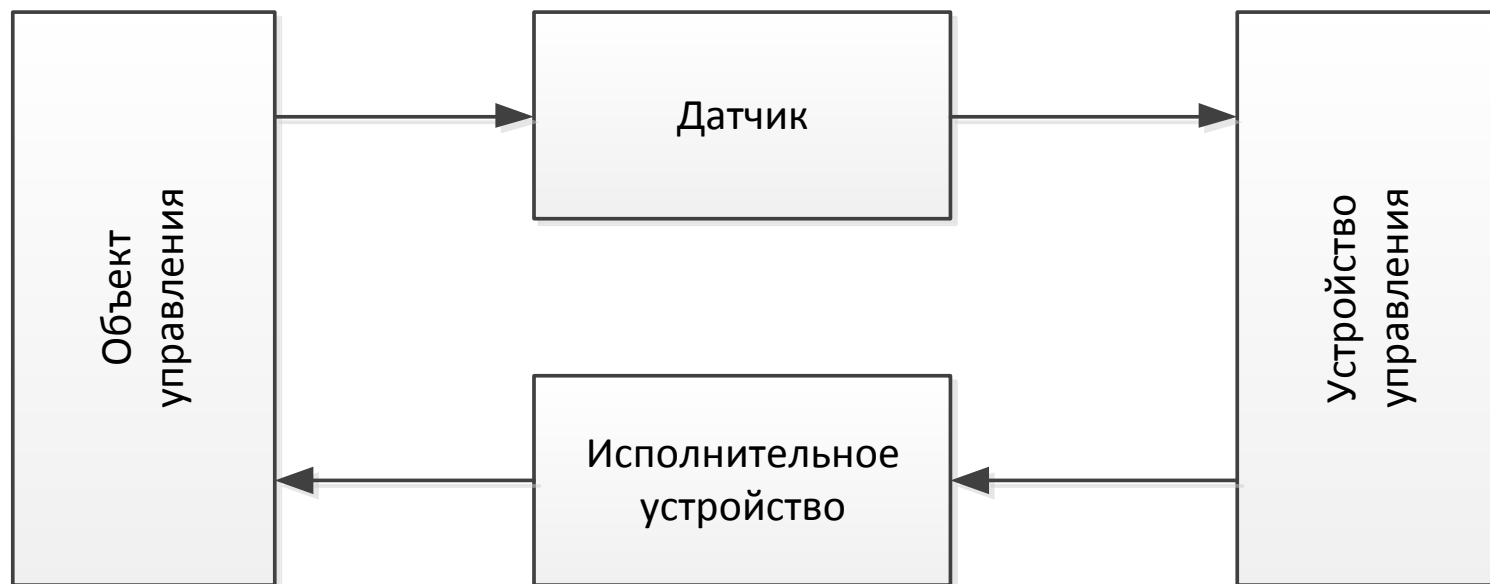 Объект
управления
Датчик
Исполнительное
устройство
Устройство
управления